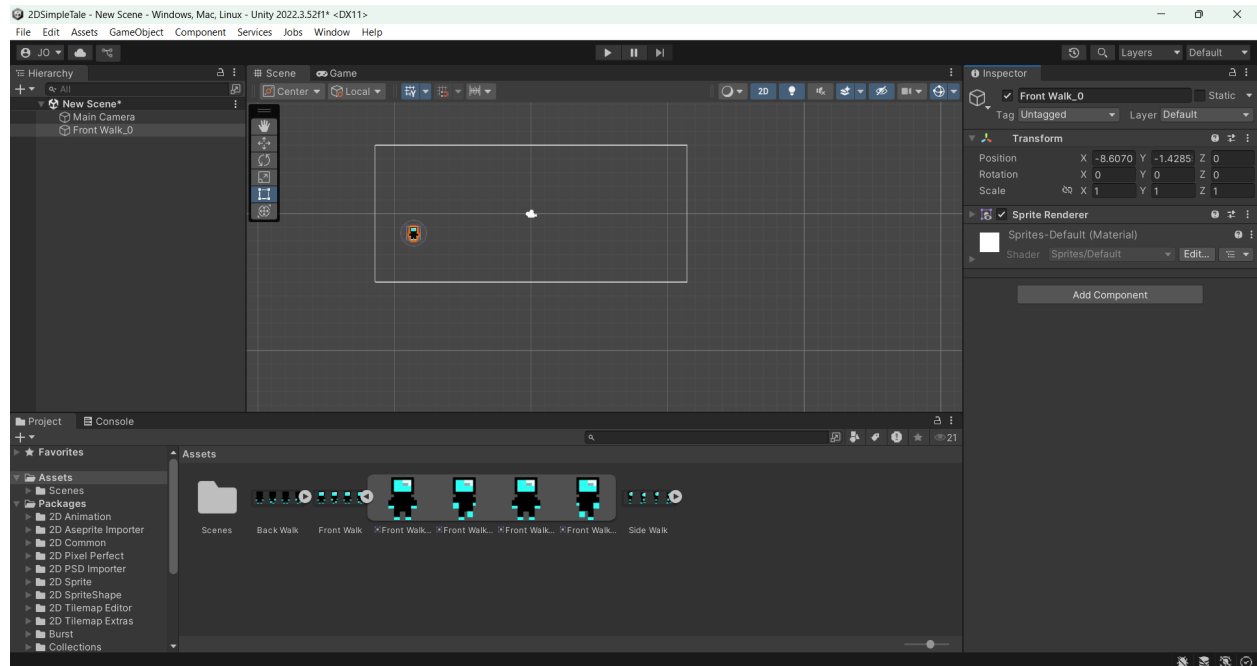 2DSimpleTale - New Scene - Windows, Mac, Linux - Unity 2022.3.52f1* <DX11>
File Edit Assets GameObject Component Services Jobs Window Help
JO Layers Default
Hierarchy Scene Game Inspector
All Center Local 2D
New Scene*
Main Camera
Front Walk_0
Front Walk_0 Static
Tag Untagged Layer Default
Transform
Position X -8.6070 Y -1.4285 Z 0
Rotation X 0 Y 0 Z 0
Scale X 1 Y 1 Z 1
Sprite Renderer
Sprites-Default (Material)
Shader Sprites/Default Edit...
Add Component
Project Console
21
Favorites
Assets
Scenes
Packages
2D Animation
2D Aseprite Importer
2D Common
2D Pixel Perfect
2D PSD Importer
2D Sprite
2D SpriteShape
2D Tilemap Editor
2D Tilemap Extras
Burst
Collections
Assets
Scenes Back Walk Front Walk Front Walk... Front Walk... Front Walk... Front Walk... Side Walk